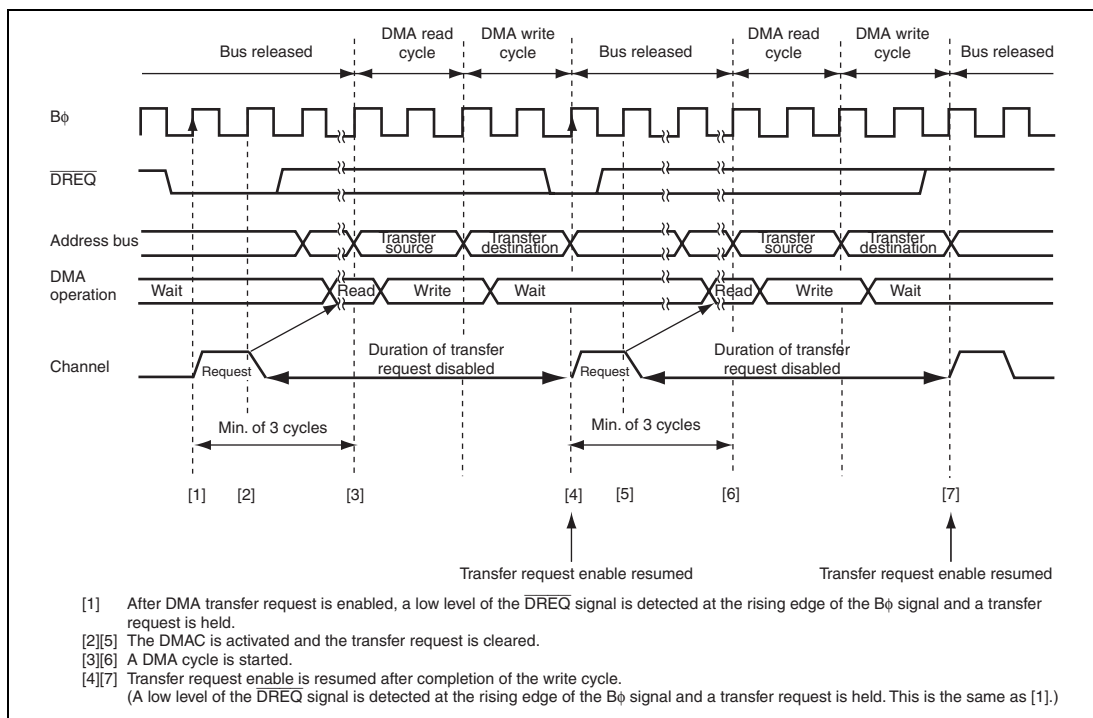 DMA read cycle
DMA write cycle
DMA read cycle
DMA write cycle
Bus released
Bus released
Bus released
Bφ
DREQ
Address bus
Transfer source
Transfer destination
Transfer source
Transfer destination
DMA operation
Wait
Read
Write
Wait
Read
Write
Wait
Channel
Request
Duration of transfer request disabled
Request
Duration of transfer request disabled
Min. of 3 cycles
Min. of 3 cycles
[1]
[2]
[3]
[4]
[5]
[6]
[7]
Transfer request enable resumed
Transfer request enable resumed
[1] After DMA transfer request is enabled, a low level of the DREQ signal is detected at the rising edge of the Bφ signal and a transfer
request is held.
[2][5] The DMAC is activated and the transfer request is cleared.
[3][6] A DMA cycle is started.
[4][7] Transfer request enable is resumed after completion of the write cycle.
(A low level of the DREQ signal is detected at the rising edge of the Bφ signal and a transfer request is held. This is the same as [1].)